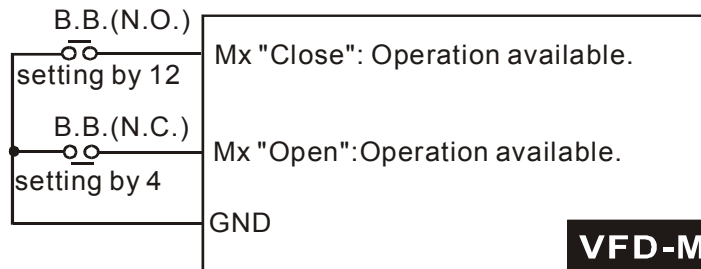 B.B.(N.O.)
Mx "Close": Operation available.
setting by 12
B.B.(N.C.)
Mx "Open":Operation available.
setting by 4
GND
VFD-M